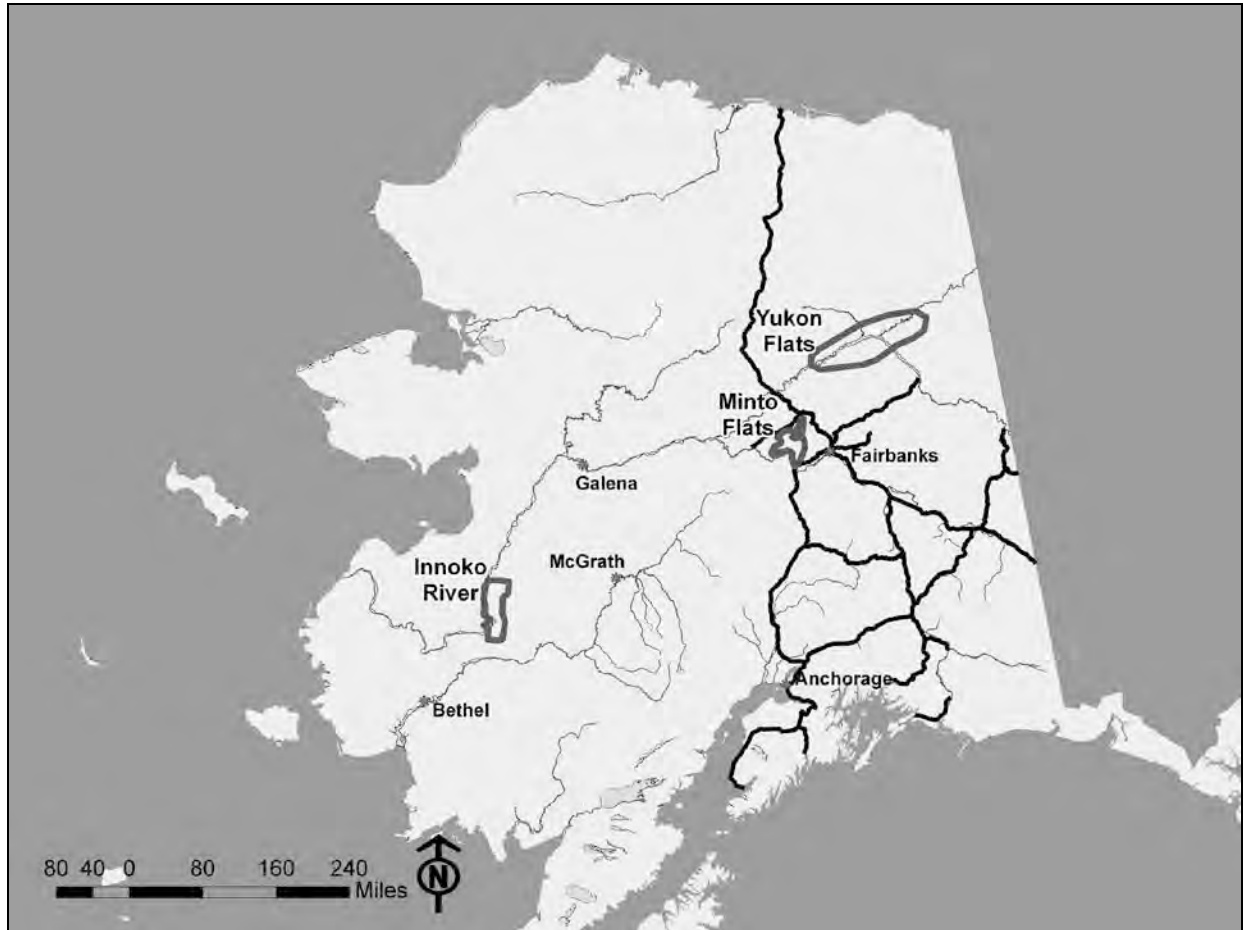 Yukon
Flats
Minto
Flats
Fairbanks
Galena
Innoko
River
McGrath
Anchorage
Bethel
80 40 0 80 160 240
Miles
N